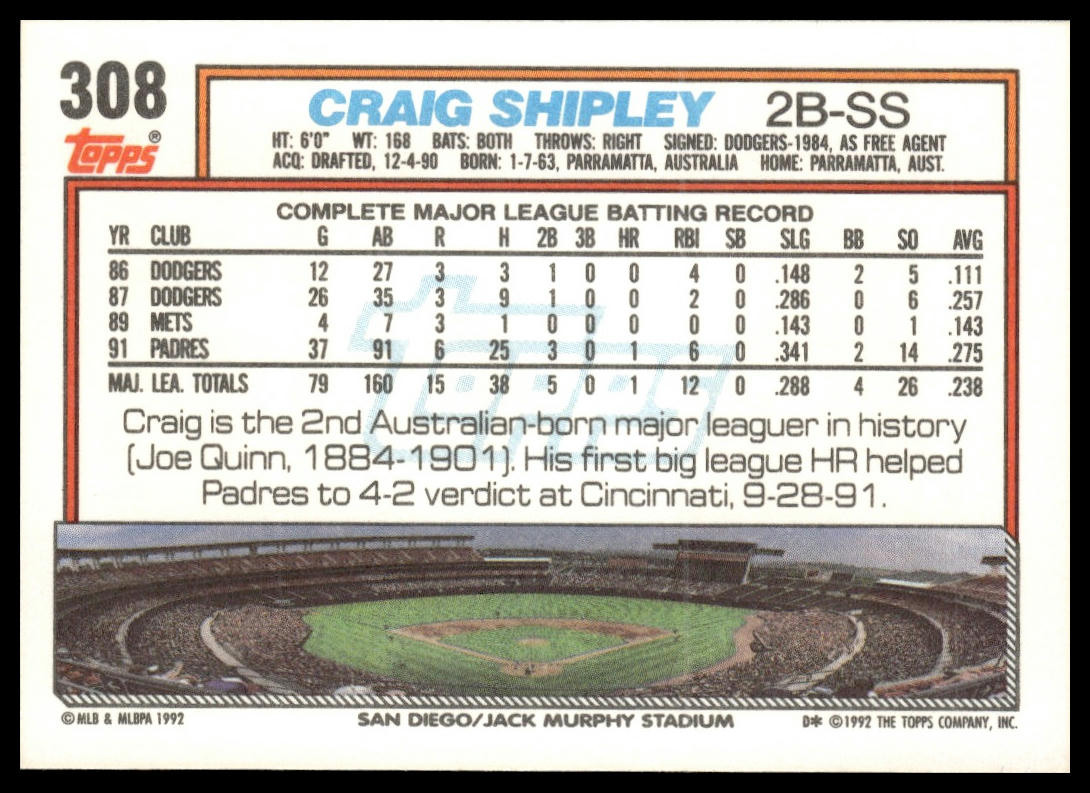 308
CRAIG SHIPLEY 2B-SS
topps®
HT: 6'0" WT: 168 BATS: BOTH THROWS: RIGHT SIGNED: DODGERS-1984, AS FREE AGENT
ACQ: DRAFTED, 12-4-90 BORN: 1-7-63, PARRAMATTA, AUSTRALIA HOME: PARRAMATTA, AUST.
COMPLETE MAJOR LEAGUE BATTING RECORD
YR CLUB G AB R H 2B 3B HR RBI SB SLG BB SO AVG
86 DODGERS 12 27 3 3 1 0 0 4 0 .148 2 5 .111
87 DODGERS 26 35 3 9 1 0 0 2 0 .286 0 6 .257
89 METS 4 7 3 1 0 0 0 0 0 .143 0 1 .143
91 PADRES 37 91 6 25 3 0 1 6 0 .341 2 14 .275
MAJ. LEA. TOTALS 79 160 15 38 5 0 1 12 0 .288 4 26 .238
topps
Craig is the 2nd Australian-born major leaguer in history
(Joe Quinn, 1884-1901). His first big league HR helped
Padres to 4-2 verdict at Cincinnati, 9-28-91.
© MLB & MLBPA 1992 SAN DIEGO/JACK MURPHY STADIUM D* © 1992 THE TOPPS COMPANY, INC.